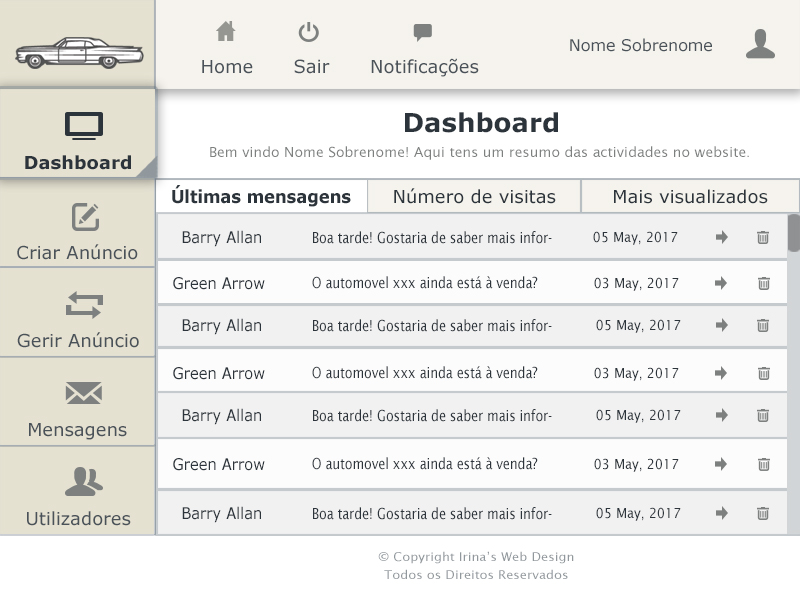 Home Sair Notificações Nome Sobrenome
Dashboard
Criar Anúncio
Gerir Anúncio
Mensagens
Utilizadores
Dashboard
Bem vindo Nome Sobrenome! Aqui tens um resumo das actividades no website.
Últimas mensagens Número de visitas Mais visualizados
Barry Allan Boa tarde! Gostaria de saber mais infor- 05 May, 2017
Green Arrow O automovel xxx ainda está à venda? 03 May, 2017
Barry Allan Boa tarde! Gostaria de saber mais infor- 05 May, 2017
Green Arrow O automovel xxx ainda está à venda? 03 May, 2017
Barry Allan Boa tarde! Gostaria de saber mais infor- 05 May, 2017
Green Arrow O automovel xxx ainda está à venda? 03 May, 2017
Barry Allan Boa tarde! Gostaria de saber mais infor- 05 May, 2017
© Copyright Irina's Web Design
Todos os Direitos Reservados